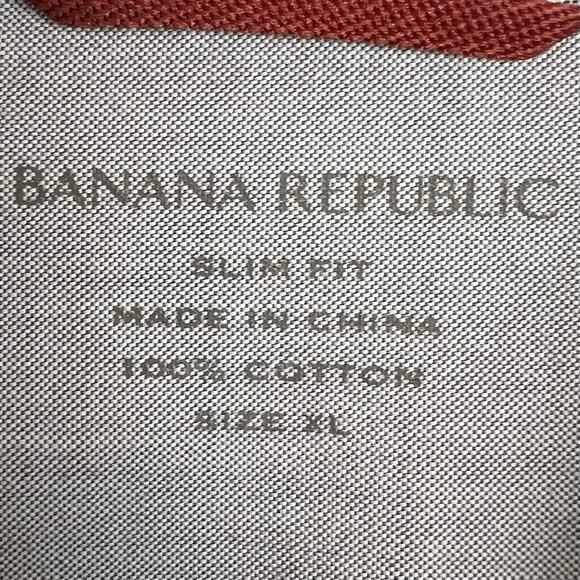 BANANA REPUBLIC
SLIM FIT
MADE IN CHINA
100% COTTON
SIZE XL